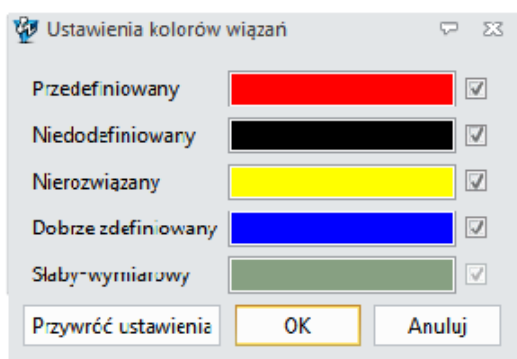 Ustawienia kolorów wiązań
Przedefiniowany
Niedodefiniowany
Nierozwiązany
Dobrze zdefiniowany
Słaby-wymiarowy
Przywróć ustawienia OK Anuluj